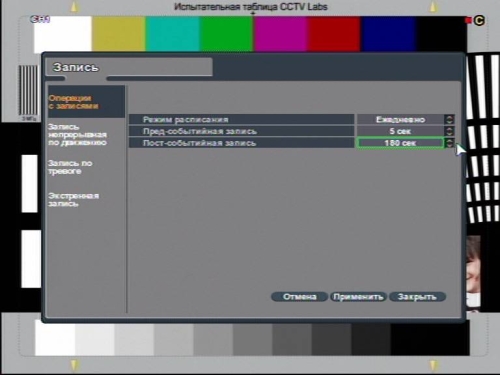 Испытательная таблица CCTV Labs
C
Запись
Операции
с записями
Запись
непрерывная
по движению
Запись по
тревоге
Экстренная
запись
Режим расписания
Ежедневно
Пред-событийная запись
5 сек
Пост-событийная запись
180 сек
Отмена
Применить
Закрыть